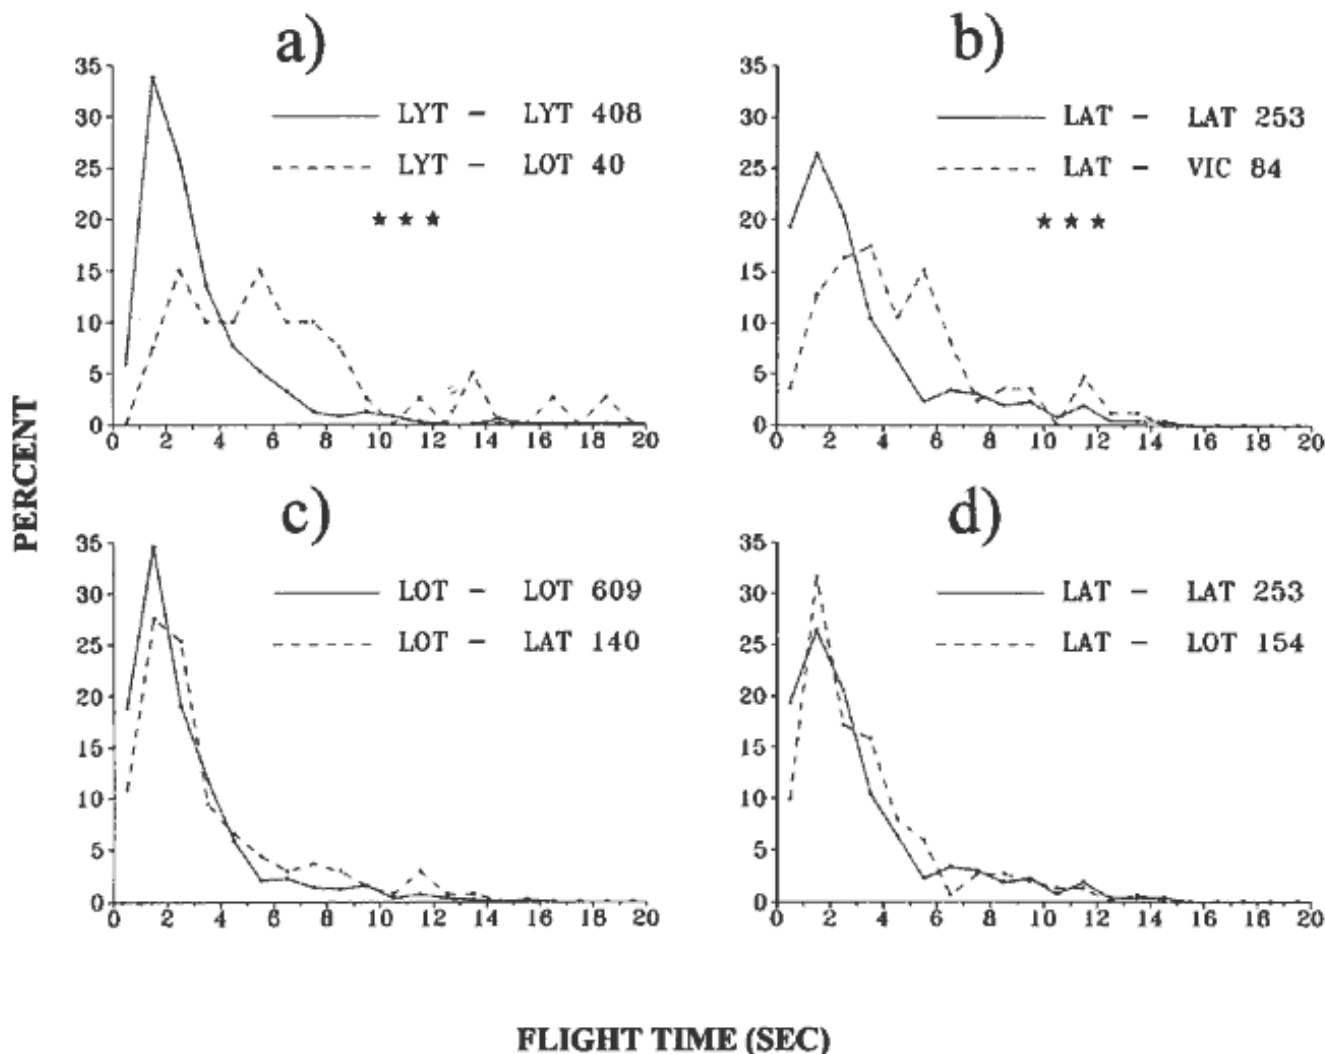 a)
35
30
25
20
15
10
5
0
LYT - LYT 408
LYT - LOT 40
★ ★ ★
0 2 4 6 8 10 12 14 16 18 20
b)
35
30
25
20
15
10
5
0
LAT - LAT 253
LAT - VIC 84
★ ★ ★
0 2 4 6 8 10 12 14 16 18 20
PERCENT
c)
35
30
25
20
15
10
5
0
LOT - LOT 609
LOT - LAT 140
0 2 4 6 8 10 12 14 16 18 20
d)
35
30
25
20
15
10
5
0
LAT - LAT 253
LAT - LOT 154
0 2 4 6 8 10 12 14 16 18 20
FLIGHT TIME (SEC)